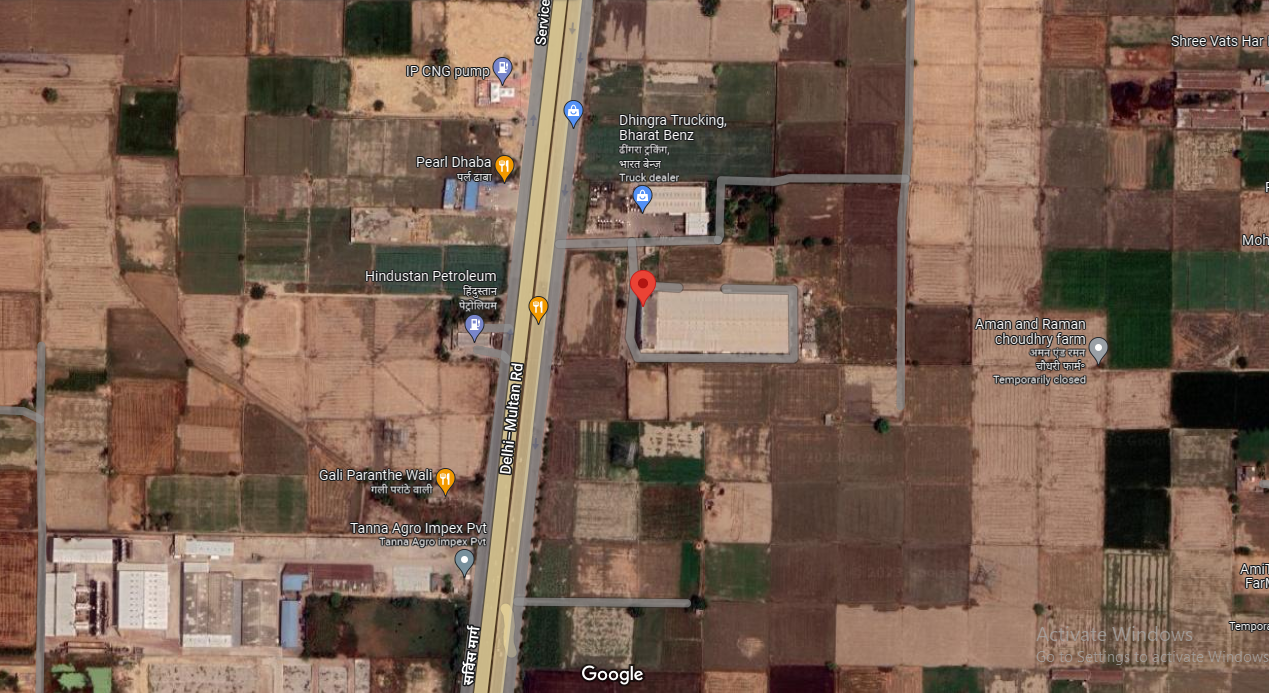 Service
Shree Vats Har
IP CNG pump
Dhingra Trucking,
Bharat Benz
ढींगरा ट्रकिंग,
भारत बेन्ज
Truck dealer
Pearl Dhaba
पर्ल ढाबा
Moh
Hindustan Petroleum
हिंदुस्तान
पेट्रोलियम
Aman and Raman
choudhry farm
अमन एंड रमन
चौधरी फार्म॰
Temporarily closed
Delhi-Multan Rd
Gali Paranthe Wali
गली परांठे वाली
Tanna Agro Impex Pvt
Tanna Agro impex Pvt
सर्विस मार्ग
Activate Windows
Go to Settings to activate Windows
Google